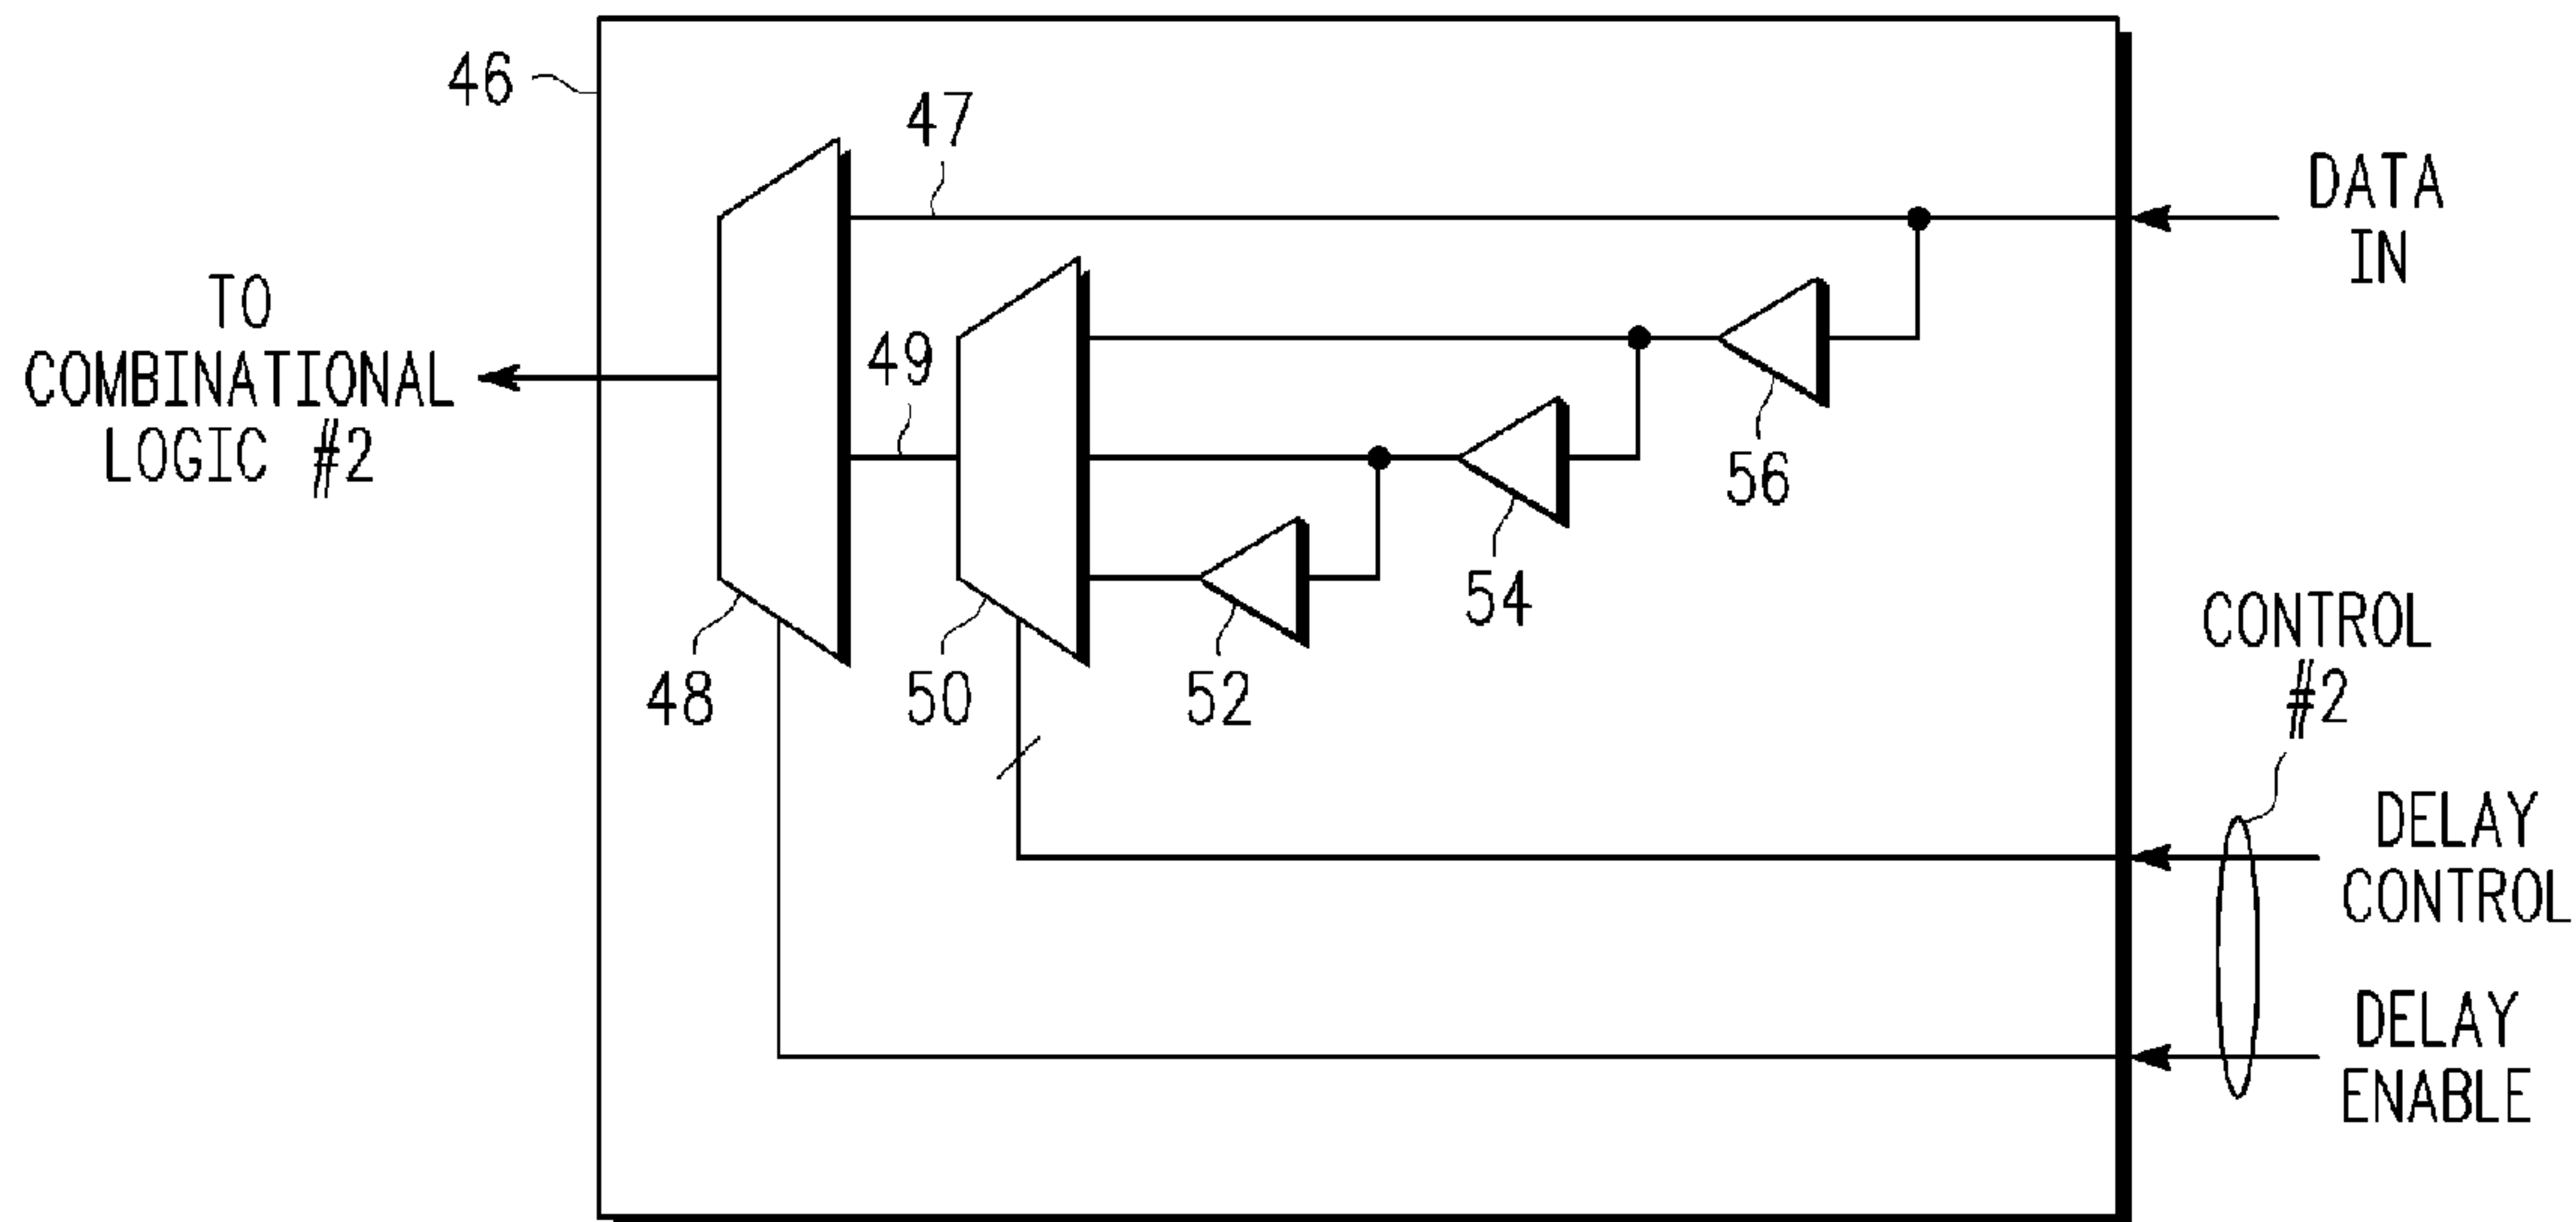 46
47
DATA
IN
TO
COMBINATIONAL
LOGIC #2
49
56
54
52
48
50
CONTROL
#2
DELAY
CONTROL
DELAY
ENABLE